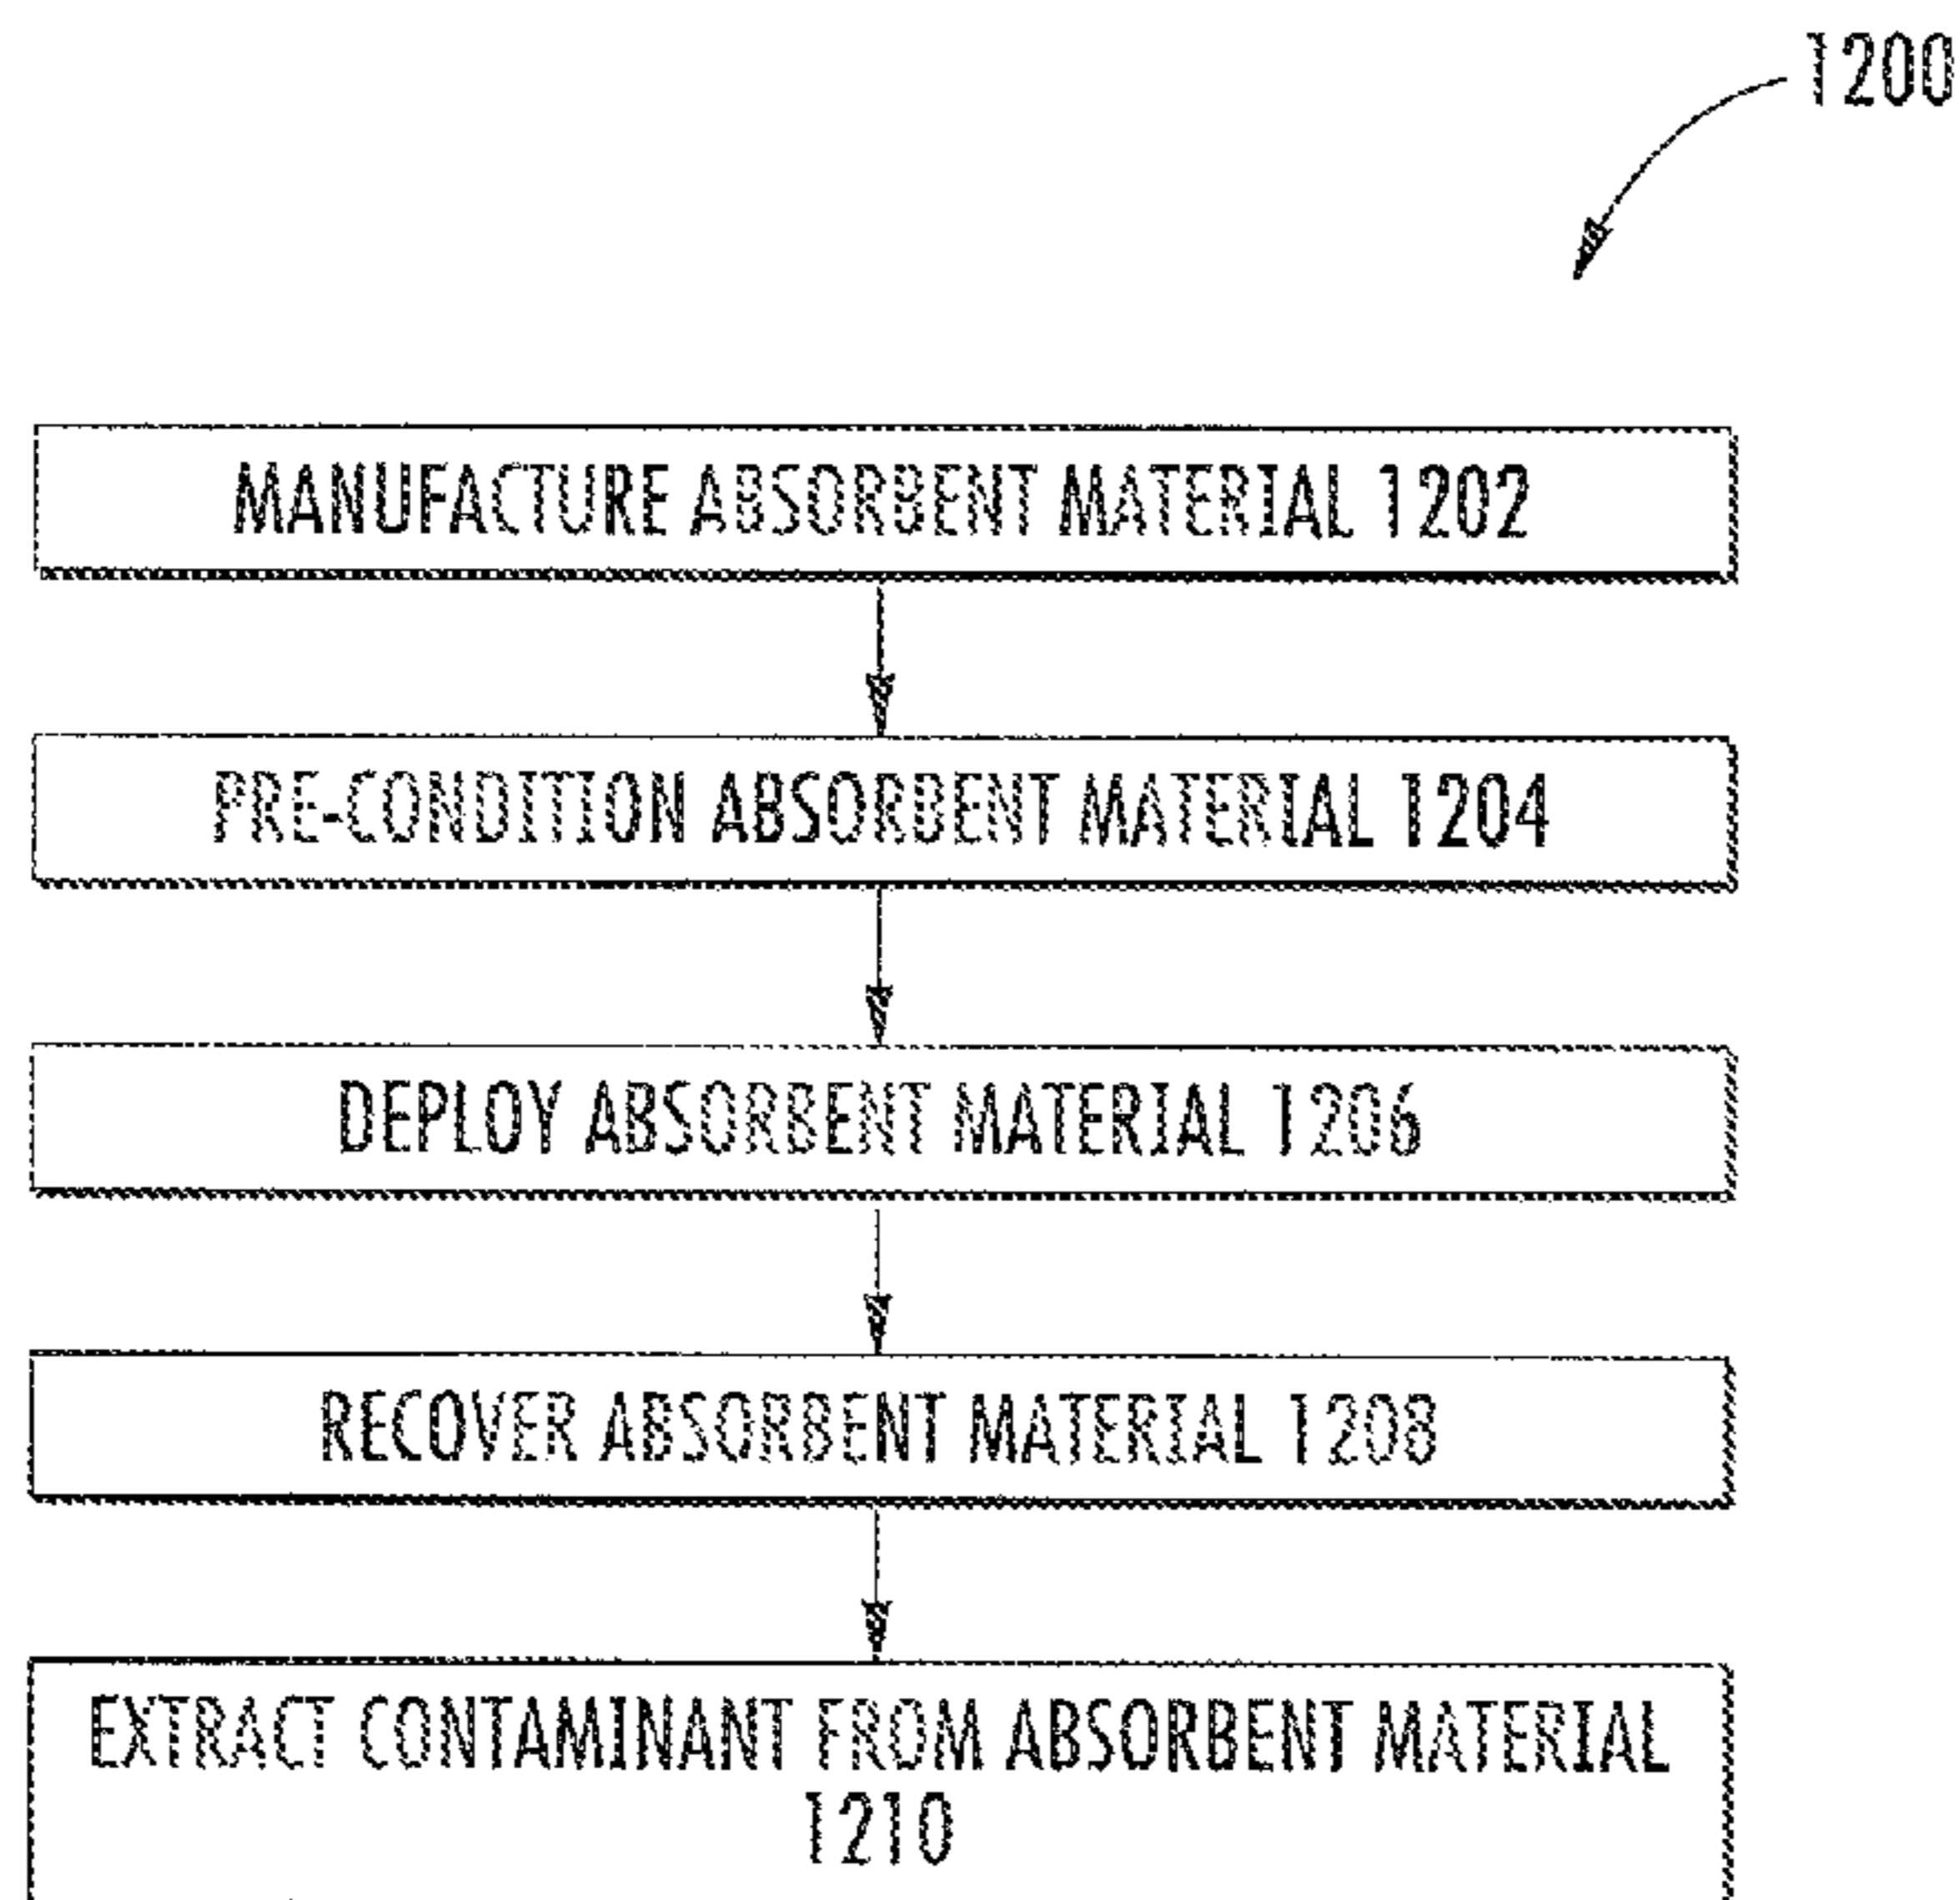 1200
MANUFACTURE ABSORBENT MATERIAL 1202
PRE-CONDITION ABSORBENT MATERIAL 1204
DEPLOY ABSORBENT MATERIAL 1206
RECOVER ABSORBENT MATERIAL 1208
EXTRACT CONTAMINANT FROM ABSORBENT MATERIAL
1210